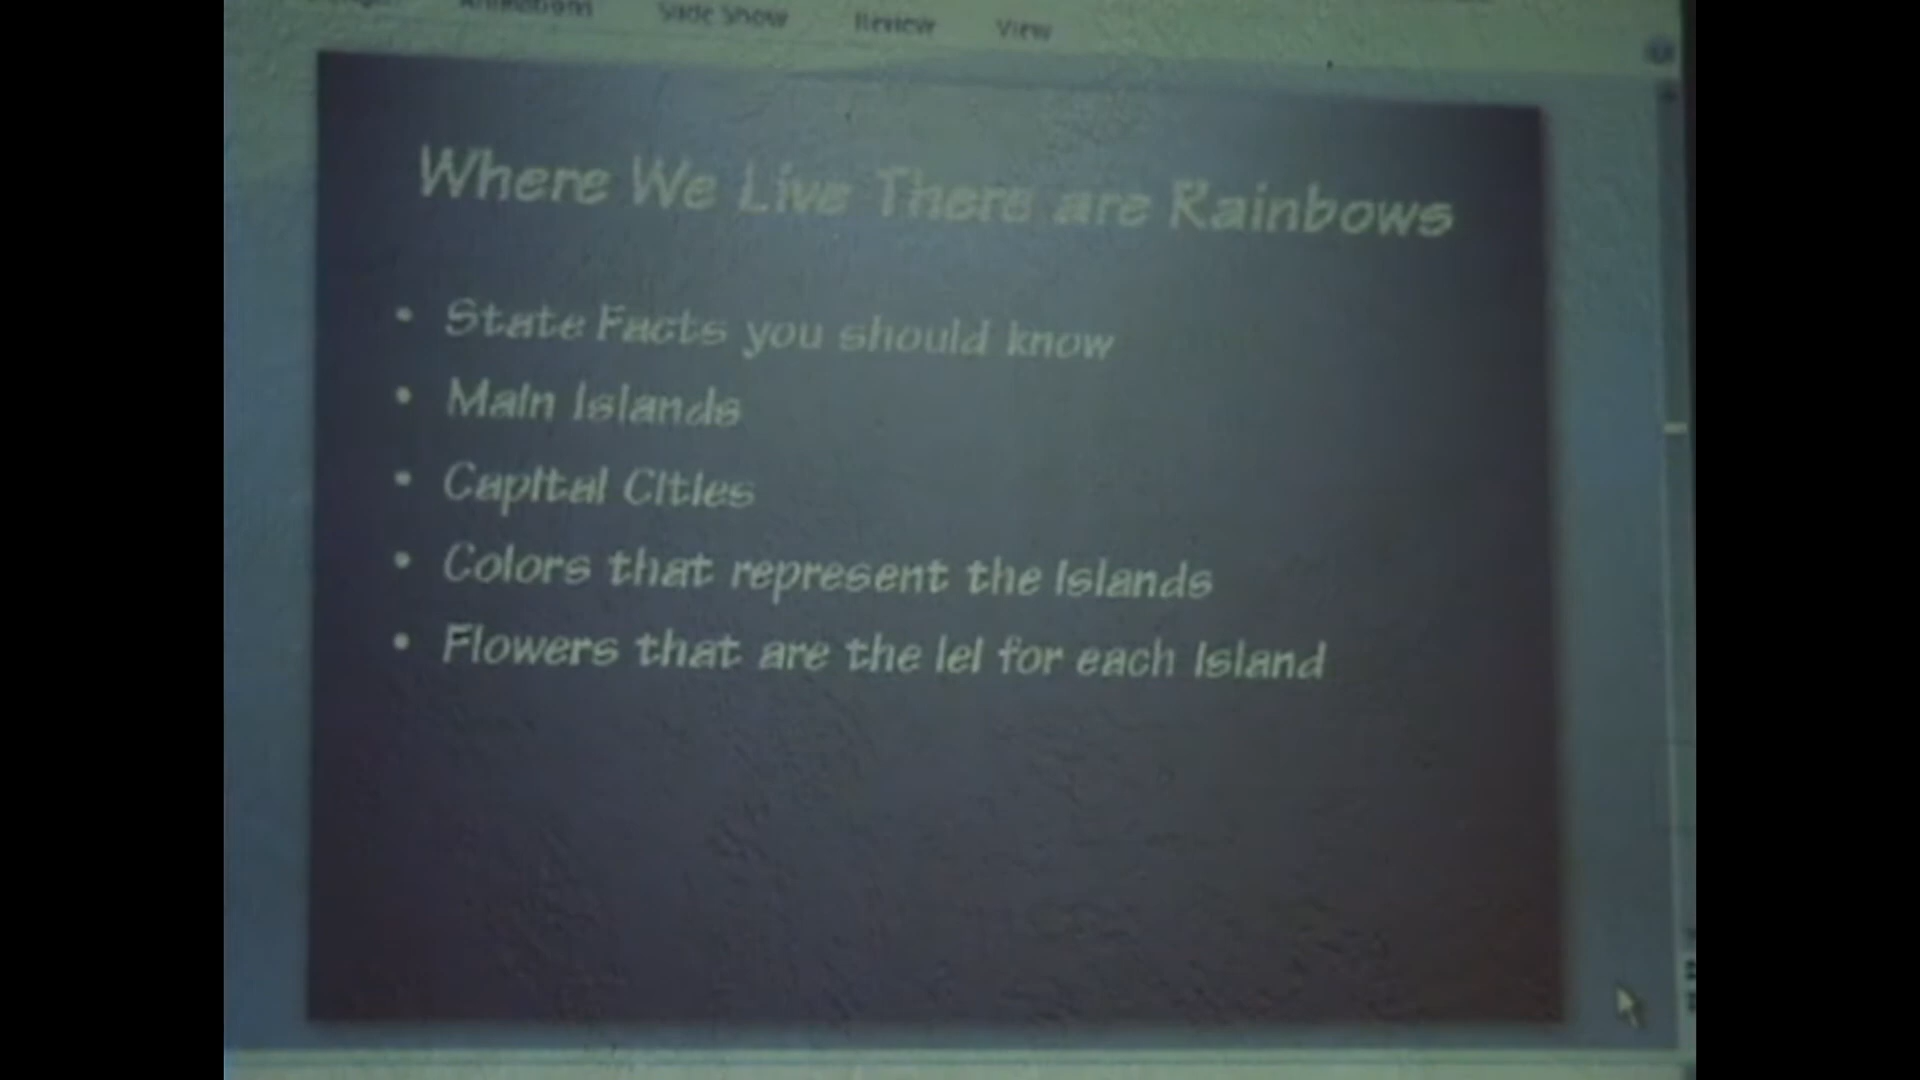 Animations Slide Show Review View
Where We Live There are Rainbows
• State Facts you should know
• Main Islands
• Capital Cities
• Colors that represent the Islands
• Flowers that are the lei for each Island